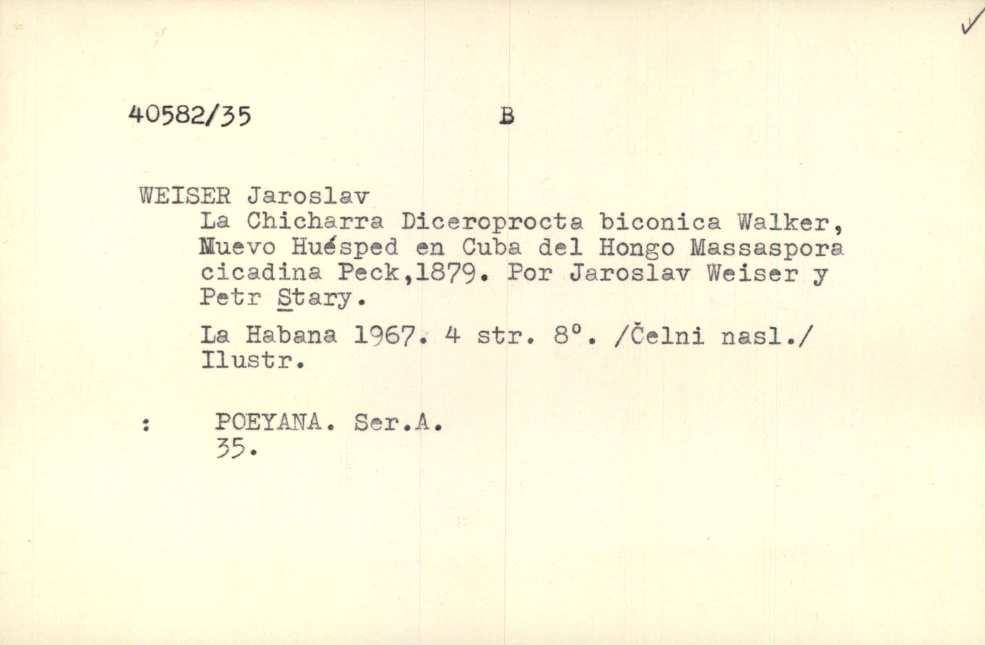 40582/35 B
WEISER Jaroslav
La Chicharra Diceroprocta biconica Walker,
Nuevo Huésped en Cuba del Hongo Massaspora
cicadina Peck,1879. Por Jaroslav Weiser y
Petr Stary.
La Habana 1967. 4 str. 8°. /Čelni nasl./
Ilustr.
: POEYANA. Ser.A.
35.